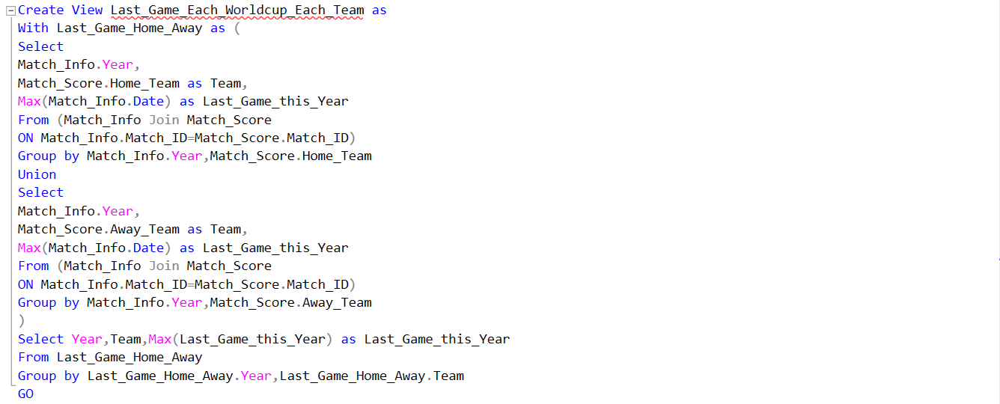 Create View Last_Game_Each_Worldcup_Each_Team as
With Last_Game_Home_Away as (
Select
Match_Info.Year,
Match_Score.Home_Team as Team,
Max(Match_Info.Date) as Last_Game_this_Year
From (Match_Info Join Match_Score
ON Match_Info.Match_ID=Match_Score.Match_ID)
Group by Match_Info.Year,Match_Score.Home_Team
Union
Select
Match_Info.Year,
Match_Score.Away_Team as Team,
Max(Match_Info.Date) as Last_Game_this_Year
From (Match_Info Join Match_Score
ON Match_Info.Match_ID=Match_Score.Match_ID)
Group by Match_Info.Year,Match_Score.Away_Team
)
Select Year,Team,Max(Last_Game_this_Year) as Last_Game_this_Year
From Last_Game_Home_Away
Group by Last_Game_Home_Away.Year,Last_Game_Home_Away.Team
GO